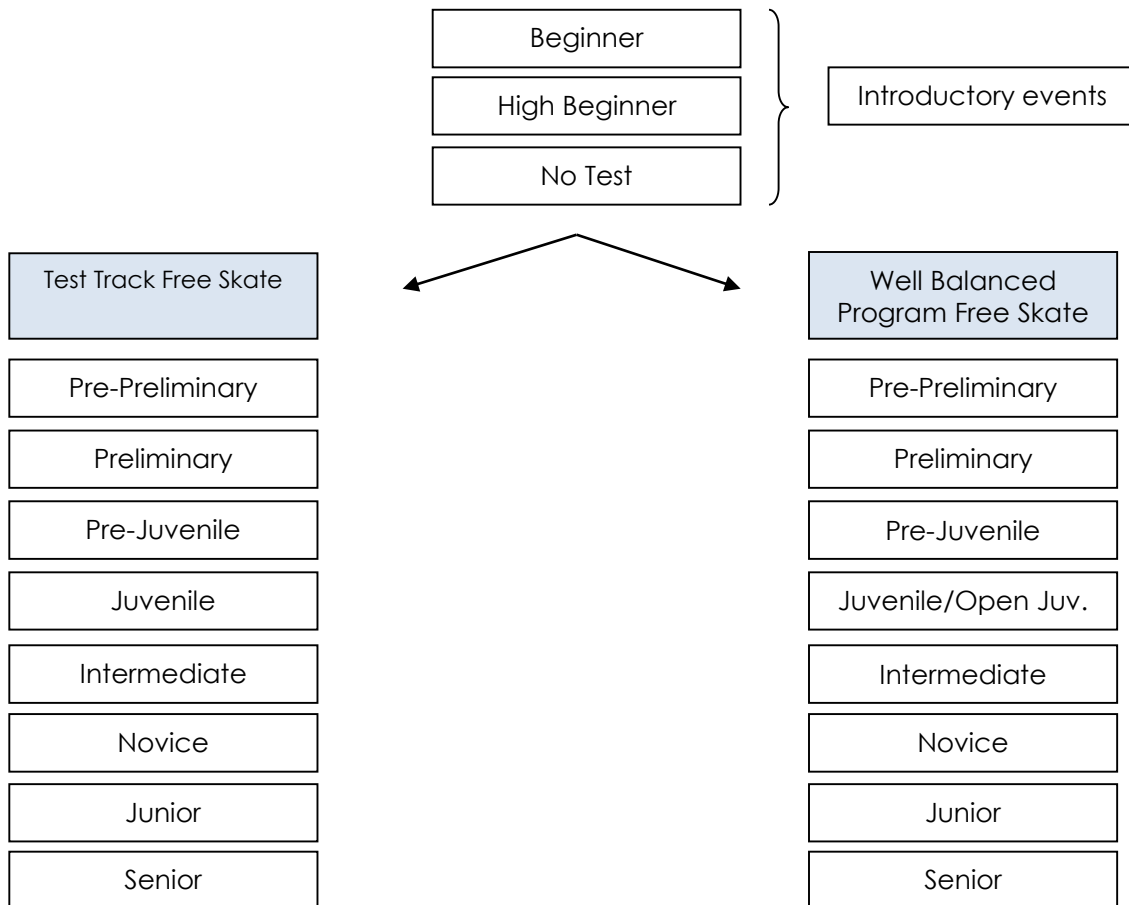 Beginner
High Beginner
Introductory events
No Test
Test Track Free Skate
Pre-Preliminary
Preliminary
Pre-Juvenile
Juvenile
Intermediate
Novice
Junior
Senior
Well Balanced
Program Free Skate
Pre-Preliminary
Preliminary
Pre-Juvenile
Juvenile/Open Juv.
Intermediate
Novice
Junior
Senior